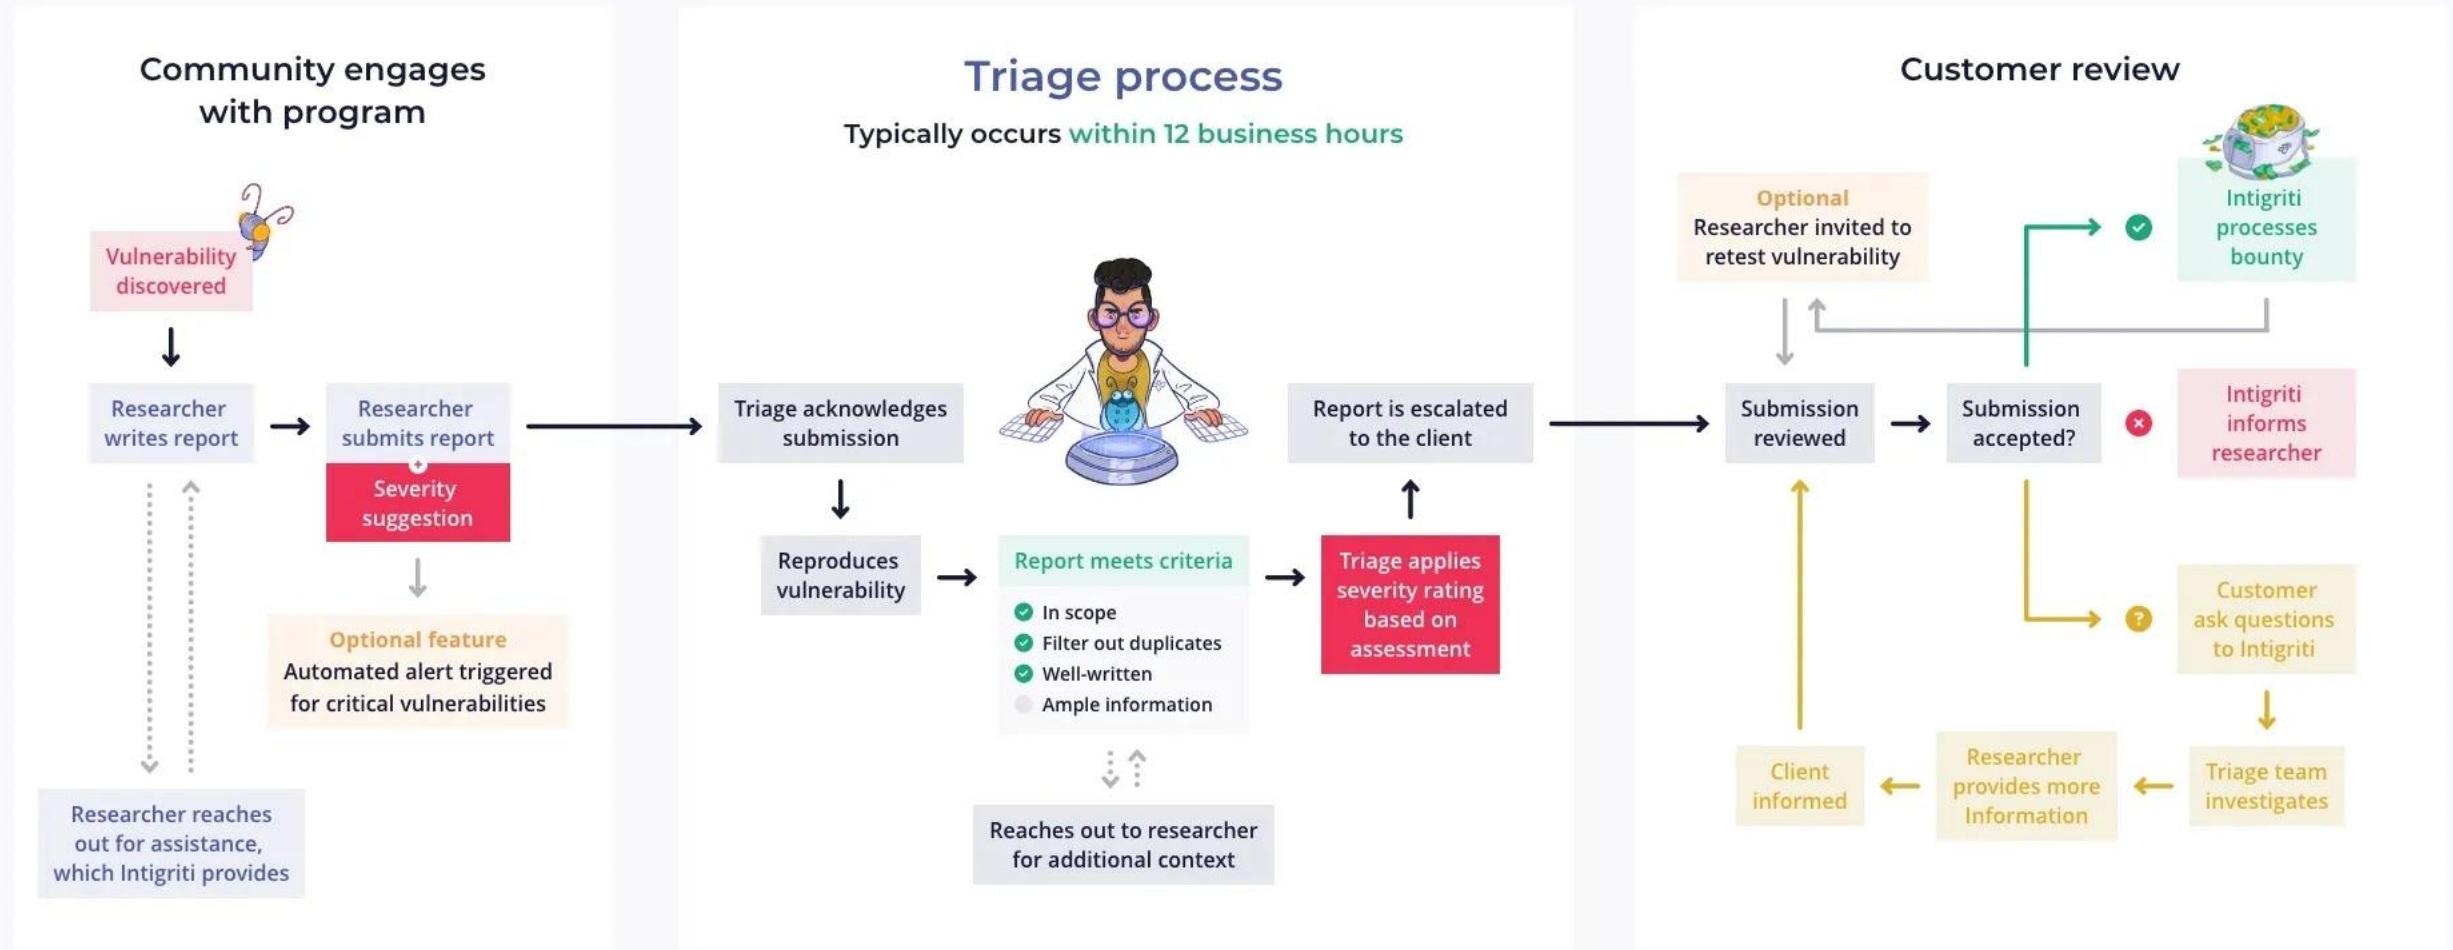 Community engages
with program
Vulnerability
discovered
Researcher
writes report
Researcher
submits report
Severity
suggestion
Optional feature
Automated alert triggered
for critical vulnerabilities
Researcher reaches
out for assistance,
which Intigriti provides
Triage process
Typically occurs within 12 business hours
Triage acknowledges
submission
Reproduces
vulnerability
Report meets criteria
In scope
Filter out duplicates
Well-written
Ample information
Reaches out to researcher
for additional context
Triage applies
severity rating
based on
assessment
Report is escalated
to the client
Customer review
Optional
Researcher invited to
retest vulnerability
Submission
reviewed
Submission
accepted?
Intigriti
processes
bounty
Intigriti
informs
researcher
Customer
ask questions
to Intigriti
Triage team
investigates
Researcher
provides more
Information
Client
informed